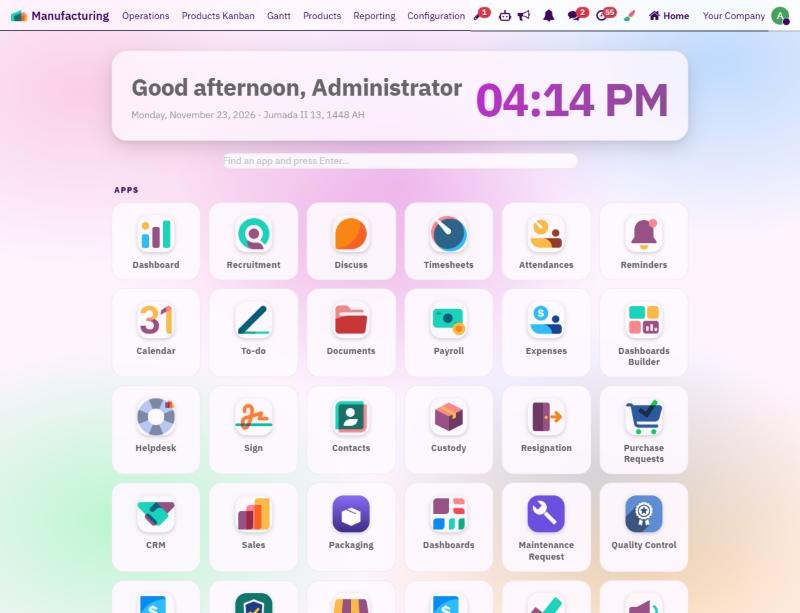 Manufacturing Operations Products Kanban Gantt Products Reporting Configuration 1 2 55 Home Your Company A
Good afternoon, Administrator
04:14 PM
Monday, November 23, 2026 · Jumada II 13, 1448 AH
Find an app and press Enter...
APPS
Dashboard Recruitment Discuss Timesheets Attendances Reminders
31
Calendar To-do Documents Payroll Expenses Dashboards
Builder
Helpdesk Sign Contacts Custody Resignation Purchase
Requests
CRM Sales Packaging Dashboards Maintenance Quality Control
Request